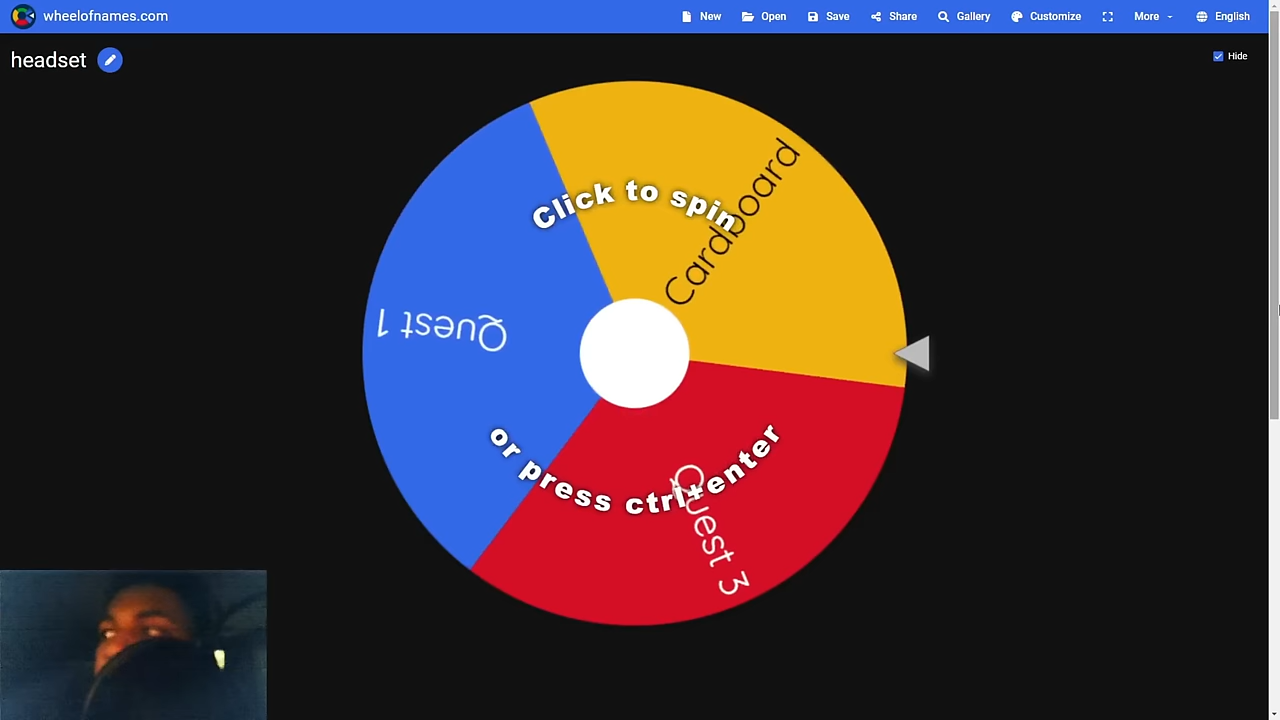 wheelofnames.com New Open Save Share Gallery Customize More English
headset Hide
Click to spin
Cardboard
Quest 1
or press ctrl+enter
Quest 3